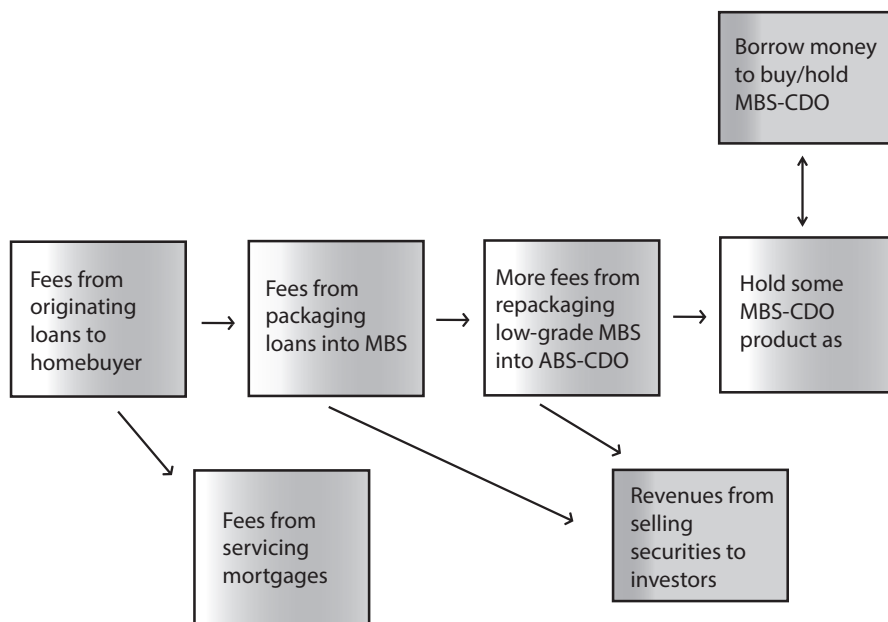 Borrow money
to buy/hold
MBS-CDO
Fees from
originating
loans to
homebuyer
Fees from
packaging
loans into MBS
More fees from
repackaging
low-grade MBS
into ABS-CDO
Hold some
MBS-CDO
product as
Fees from
servicing
mortgages
Revenues from
selling
securities to
investors